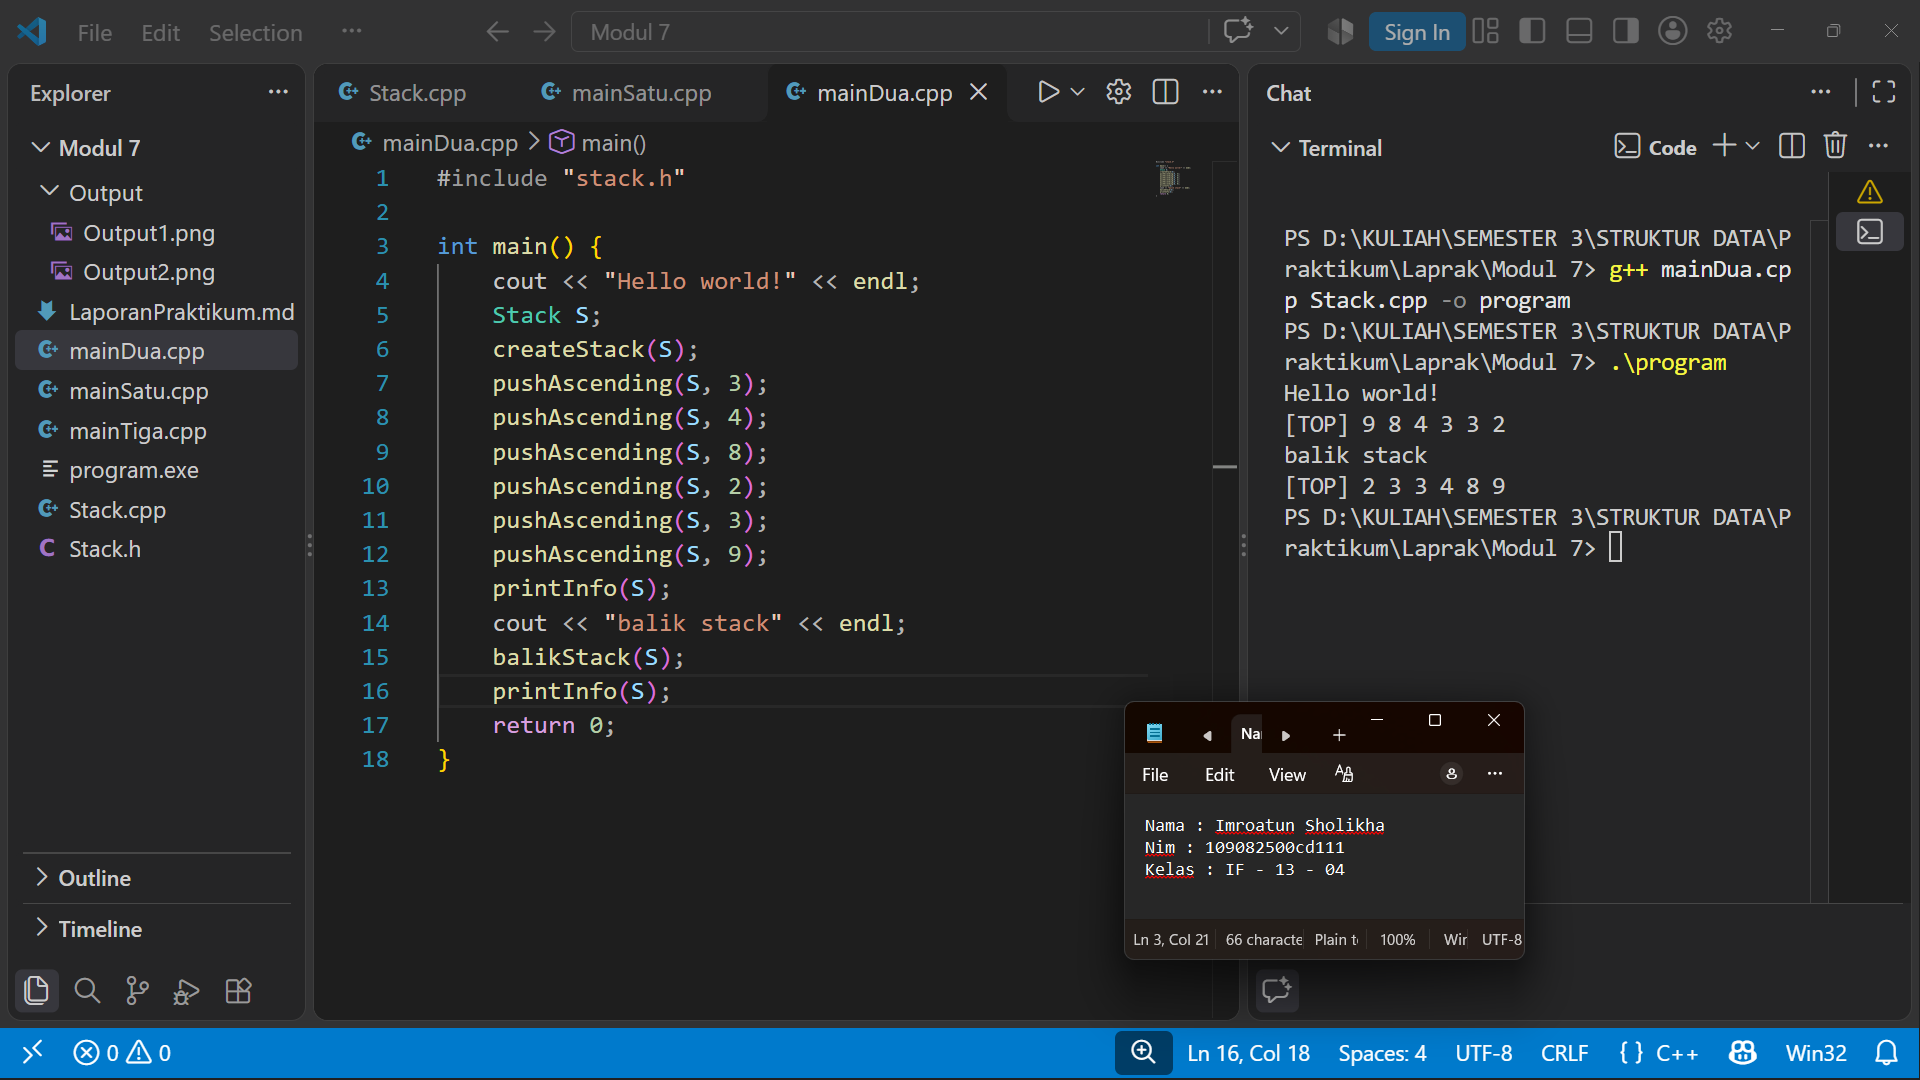 File Edit Selection ··· Modul 7 Sign In
Explorer ···
Modul 7
Output
Output1.png
Output2.png
LaporanPraktikum.md
mainDua.cpp
mainSatu.cpp
mainTiga.cpp
program.exe
Stack.cpp
C Stack.h
Outline
Timeline
Stack.cpp mainSatu.cpp mainDua.cpp
mainDua.cpp > main()
1 #include "stack.h"
2
3 int main() {
4 cout << "Hello world!" << endl;
5 Stack S;
6 createStack(S);
7 pushAscending(S, 3);
8 pushAscending(S, 4);
9 pushAscending(S, 8);
10 pushAscending(S, 2);
11 pushAscending(S, 3);
12 pushAscending(S, 9);
13 printInfo(S);
14 cout << "balik stack" << endl;
15 balikStack(S);
16 printInfo(S);
17 return 0;
18 }
Chat
Terminal Code
PS D:\KULIAH\SEMESTER 3\STRUKTUR DATA\P
raktikum\Laprak\Modul 7> g++ mainDua.cp
p Stack.cpp -o program
PS D:\KULIAH\SEMESTER 3\STRUKTUR DATA\P
raktikum\Laprak\Modul 7> .\program
Hello world!
[TOP] 9 8 4 3 3 2
balik stack
[TOP] 2 3 3 4 8 9
PS D:\KULIAH\SEMESTER 3\STRUKTUR DATA\P
raktikum\Laprak\Modul 7>
Na
File Edit View
Nama : Imroatun Sholikha
Nim : 109082500cd111
Kelas : IF - 13 - 04
Ln 3, Col 21 66 characte Plain t 100% Wir UTF-8
0 0 Ln 16, Col 18 Spaces: 4 UTF-8 CRLF {} C++ Win32